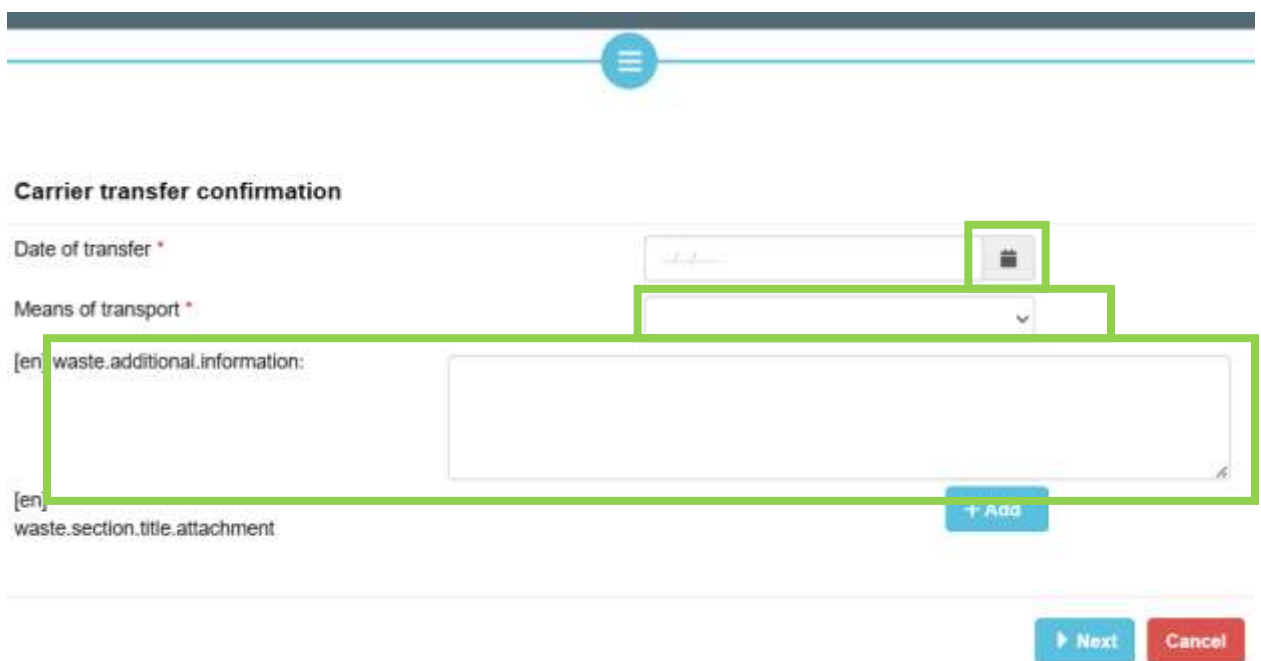 Carrier transfer confirmation
Date of transfer *
Means of transport *
[en] waste.additional.information:
[en]
waste.section.title.attachment
+ Add
Next
Cancel